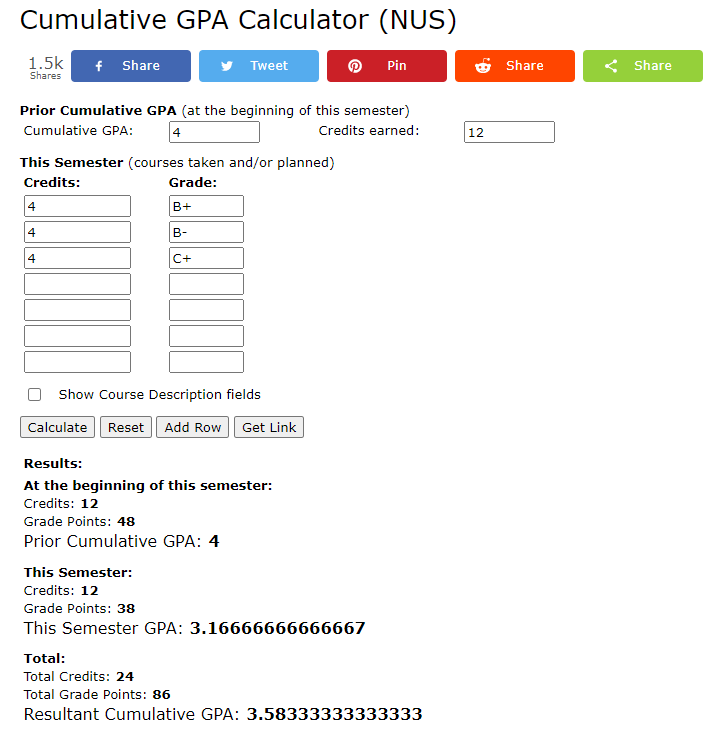 Cumulative GPA Calculator (NUS)
1.5k
Shares
Share Tweet Pin Share Share
Prior Cumulative GPA (at the beginning of this semester)
Cumulative GPA: 4 Credits earned: 12
This Semester (courses taken and/or planned)
Credits: Grade:
4 B+
4 B-
4 C+
Show Course Description fields
Calculate Reset Add Row Get Link
Results:
At the beginning of this semester:
Credits: 12
Grade Points: 48
Prior Cumulative GPA: 4
This Semester:
Credits: 12
Grade Points: 38
This Semester GPA: 3.16666666666667
Total:
Total Credits: 24
Total Grade Points: 86
Resultant Cumulative GPA: 3.58333333333333